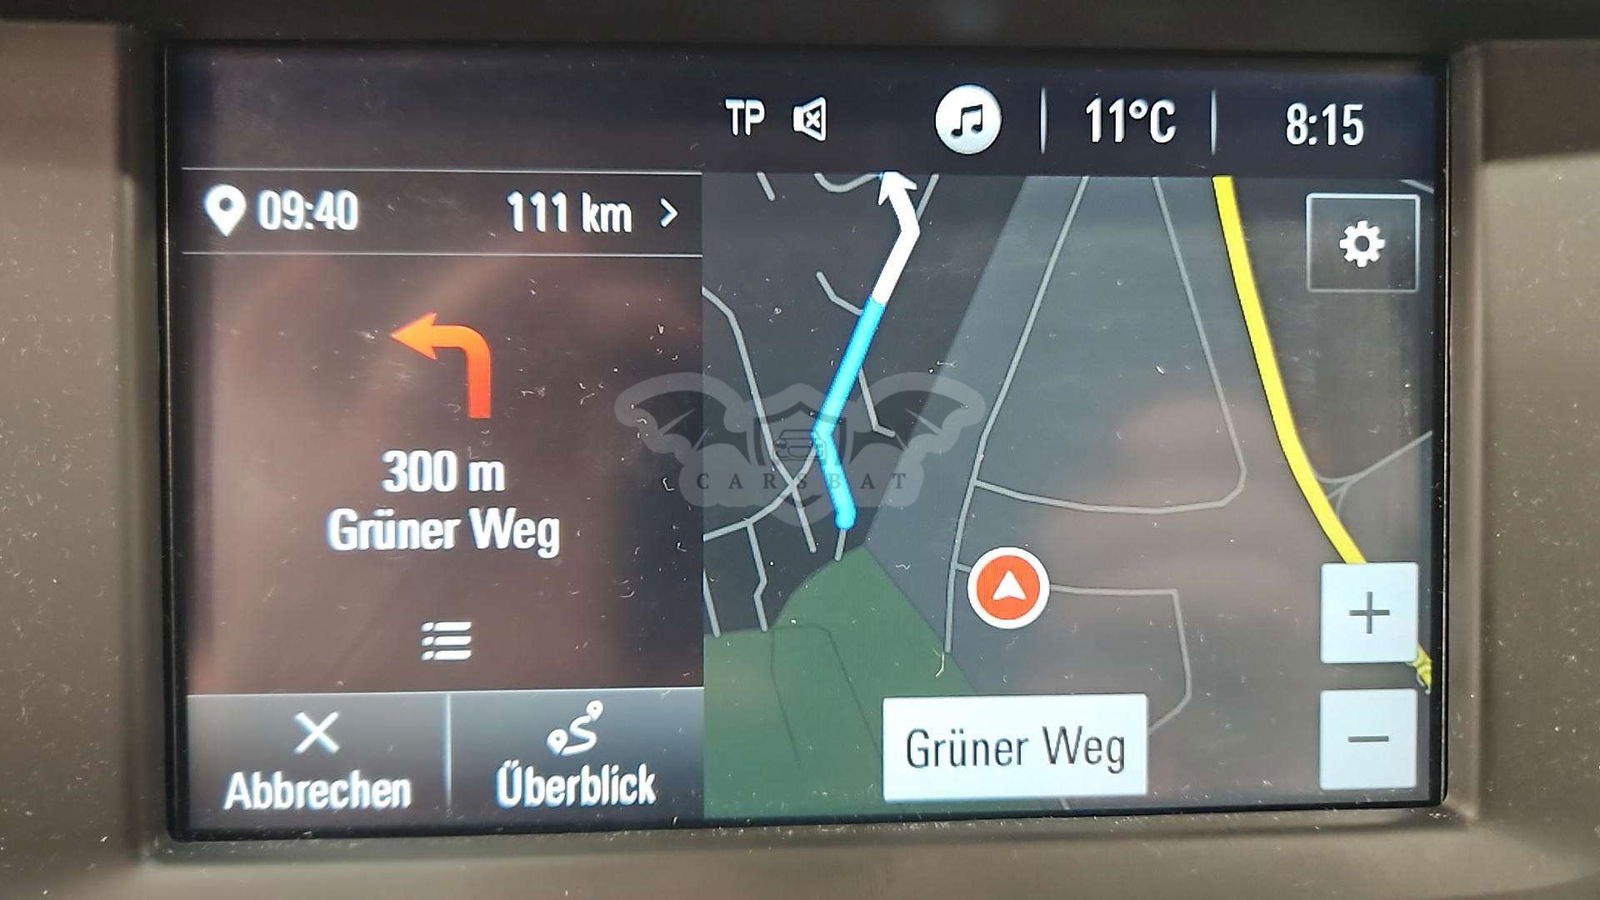 TP
11°C
8:15
09:40
111 km
300 m
Grüner Weg
CARSBAT
Grüner Weg
Abbrechen
Überblick